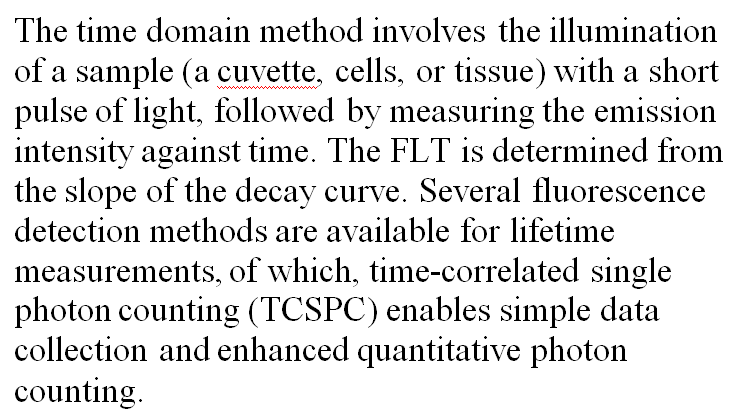 The time domain method involves the illumination
of a sample (a cuvette, cells, or tissue) with a short
pulse of light, followed by measuring the emission
intensity against time. The FLT is determined from
the slope of the decay curve. Several fluorescence
detection methods are available for lifetime
measurements, of which, time-correlated single
photon counting (TCSPC) enables simple data
collection and enhanced quantitative photon
counting.